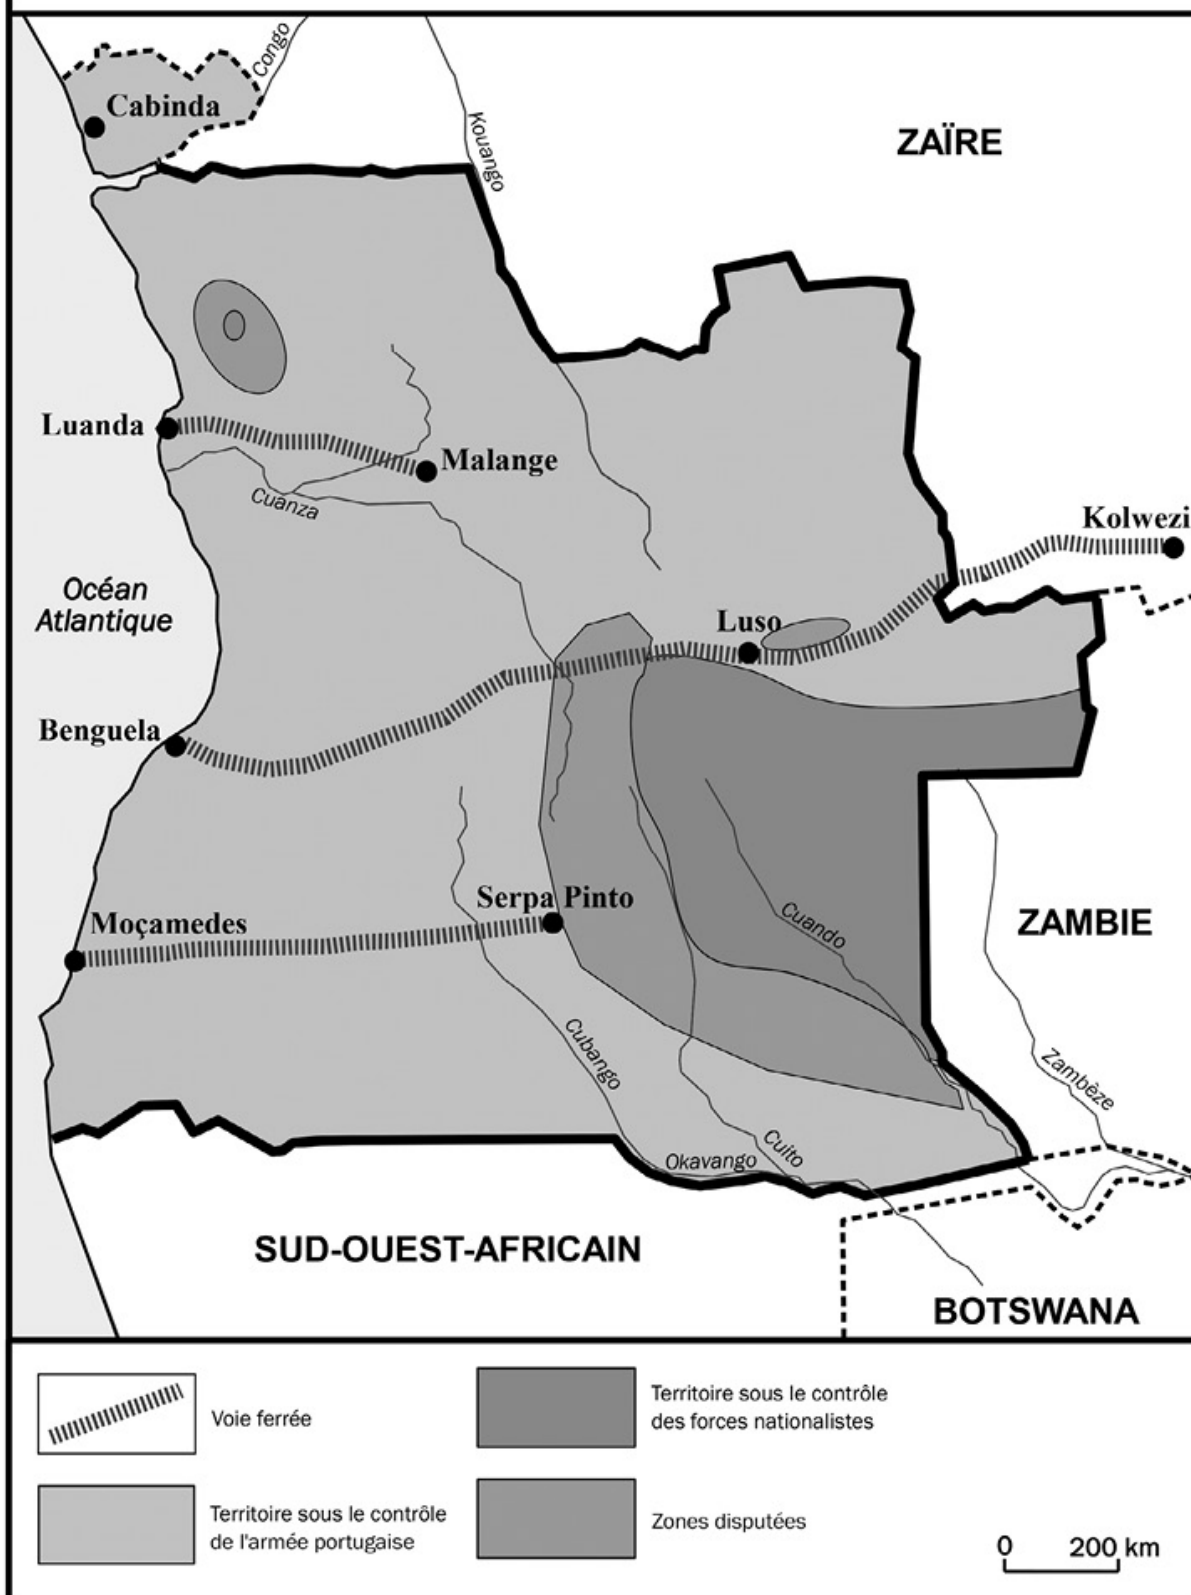 Congo
Cabinda
Kouango
ZAÏRE
Luanda
Malange
Cuanza
Kolwezi
Océan
Atlantique
Luso
Benguela
Serpa Pinto
Moçamedes
Cuando
ZAMBIE
Cubango
Zambèze
Cuito
Okavango
SUD-OUEST-AFRICAIN
BOTSWANA
Voie ferrée
Territoire sous le contrôle
de l'armée portugaise
Territoire sous le contrôle
des forces nationalistes
Zones disputées
0 200 km